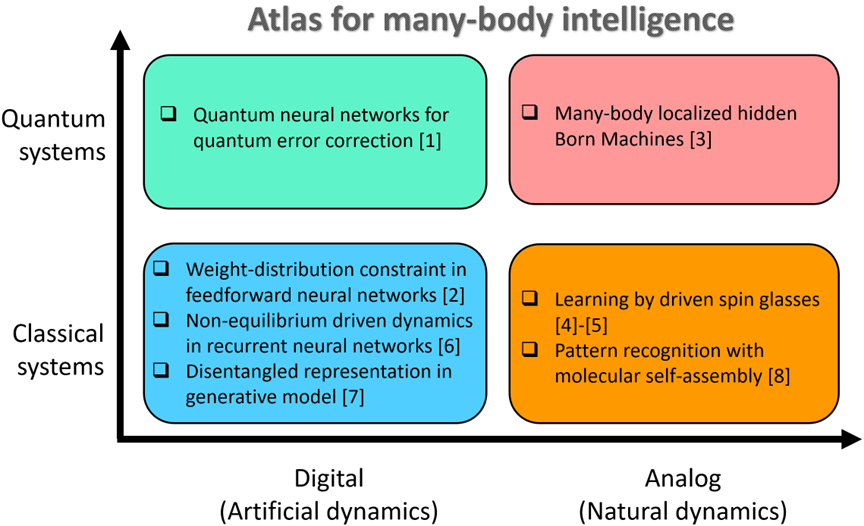 Atlas for many-body intelligence
Quantum
systems
❑ Quantum neural networks for
quantum error correction [1]
❑ Many-body localized hidden
Born Machines [3]
Classical
systems
❑ Weight-distribution constraint in
feedforward neural networks [2]
❑ Non-equilibrium driven dynamics
in recurrent neural networks [6]
❑ Disentangled representation in
generative model [7]
❑ Learning by driven spin glasses
[4]-[5]
❑ Pattern recognition with
molecular self-assembly [8]
Digital
(Artificial dynamics)
Analog
(Natural dynamics)